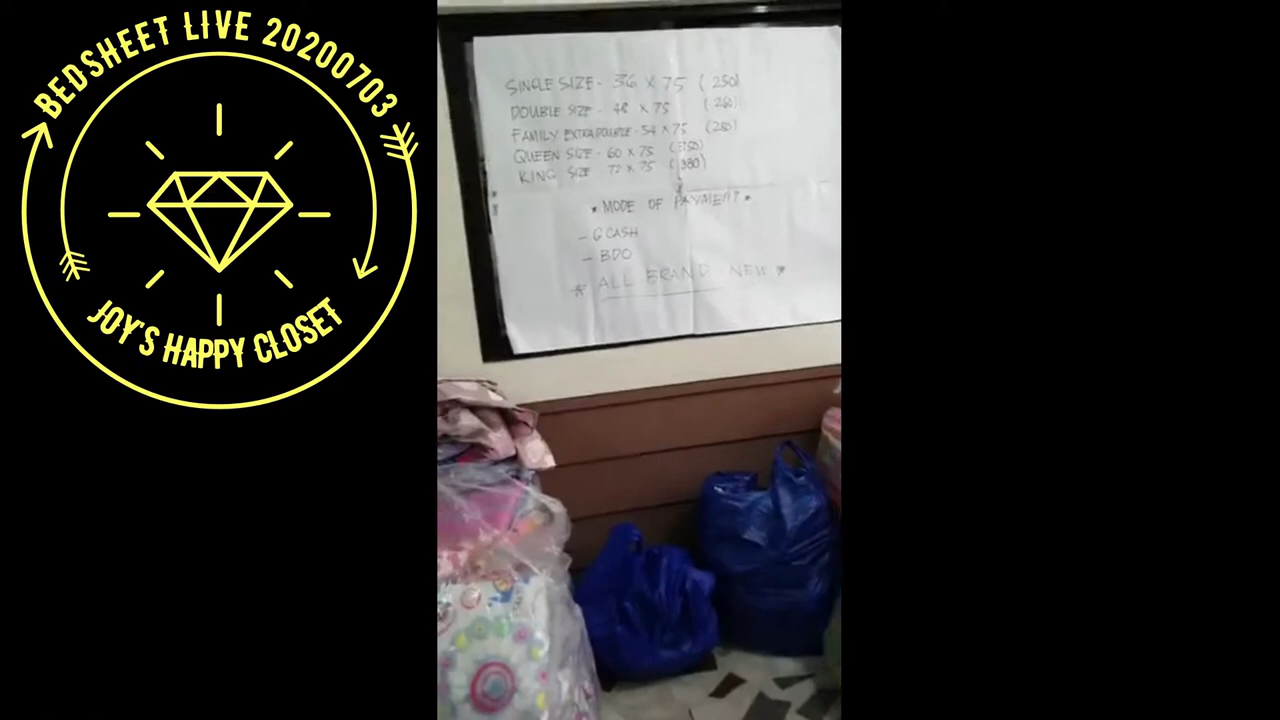 BEDSHEET LIVE 20200703
JOY'S HAPPY CLOSET
SINGLE SIZE - 36 X 75 (250)
DOUBLE SIZE - 48 X 75 (260)
FAMILY EXTRA DOUBLE - 54 X 75 (280)
QUEEN SIZE - 60 X 75 (350)
KING SIZE 72 X 75 (380)
* MODE OF PAYMENT *
- GCASH
- BDO
* ALL BRAND NEW *